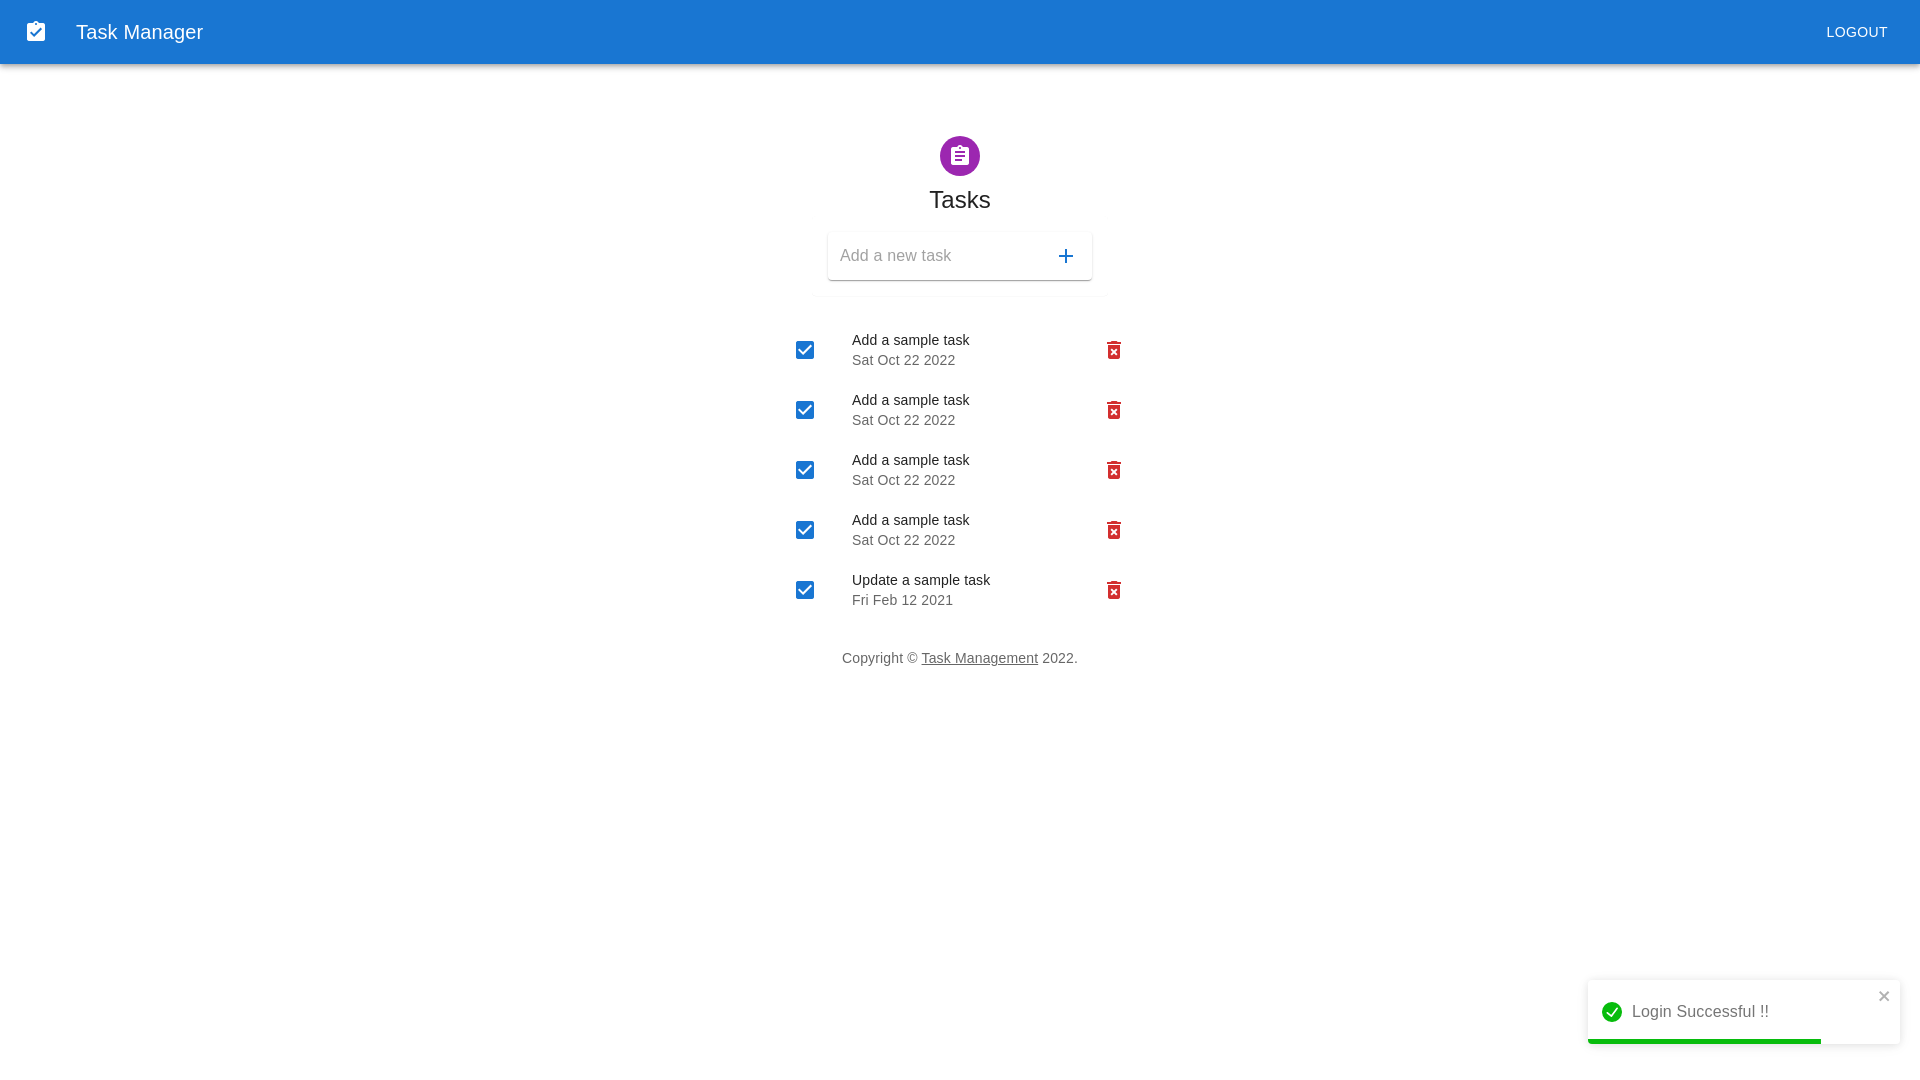 Task Manager
LOGOUT
Tasks
Add a new task
Add a sample task
Sat Oct 22 2022
Add a sample task
Sat Oct 22 2022
Add a sample task
Sat Oct 22 2022
Add a sample task
Sat Oct 22 2022
Update a sample task
Fri Feb 12 2021
Copyright © Task Management 2022.
Login Successful !!